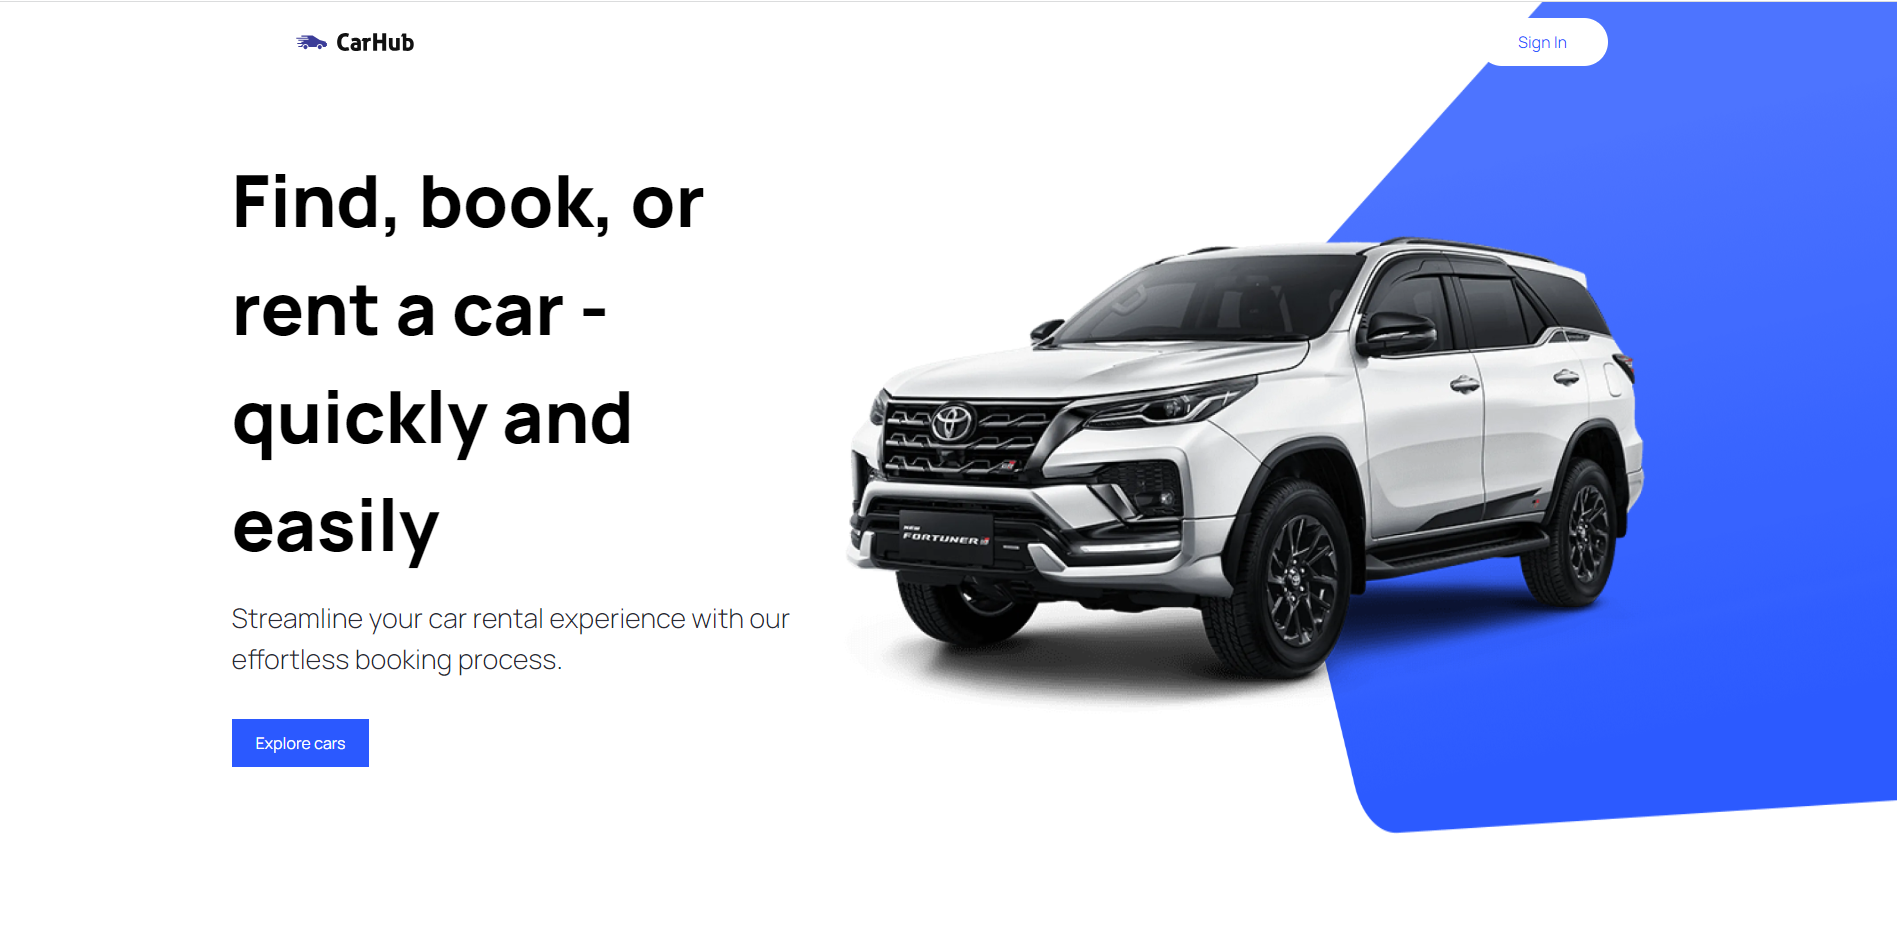 CarHub
Sign In
Find, book, or
rent a car -
quickly and
easily
Streamline your car rental experience with our
effortless booking process.
Explore cars
NEW
FORTUNER